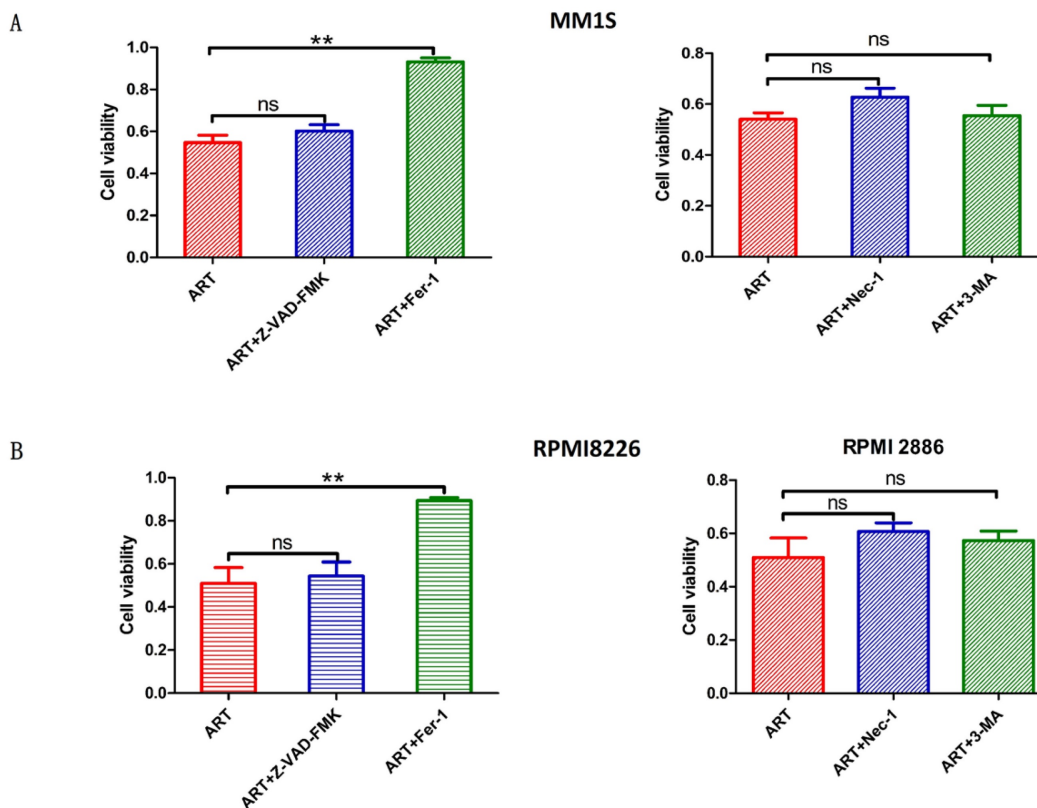 A
MM1S
Cell viability
1.0
0.8
0.6
0.4
0.2
0.0
**
ns
ART
ART+Z-VAD-FMK
ART+Fer-1
Cell viability
0.8
0.6
0.4
0.2
0.0
ns
ns
ART
ART+Nec-1
ART+3-MA
B
RPMI8226
Cell viability
1.0
0.8
0.6
0.4
0.2
0.0
**
ns
ART
ART+Z-VAD-FMK
ART+Fer-1
RPMI 2886
Cell viability
0.8
0.6
0.4
0.2
0.0
ns
ns
ART
ART+Nec-1
ART+3-MA